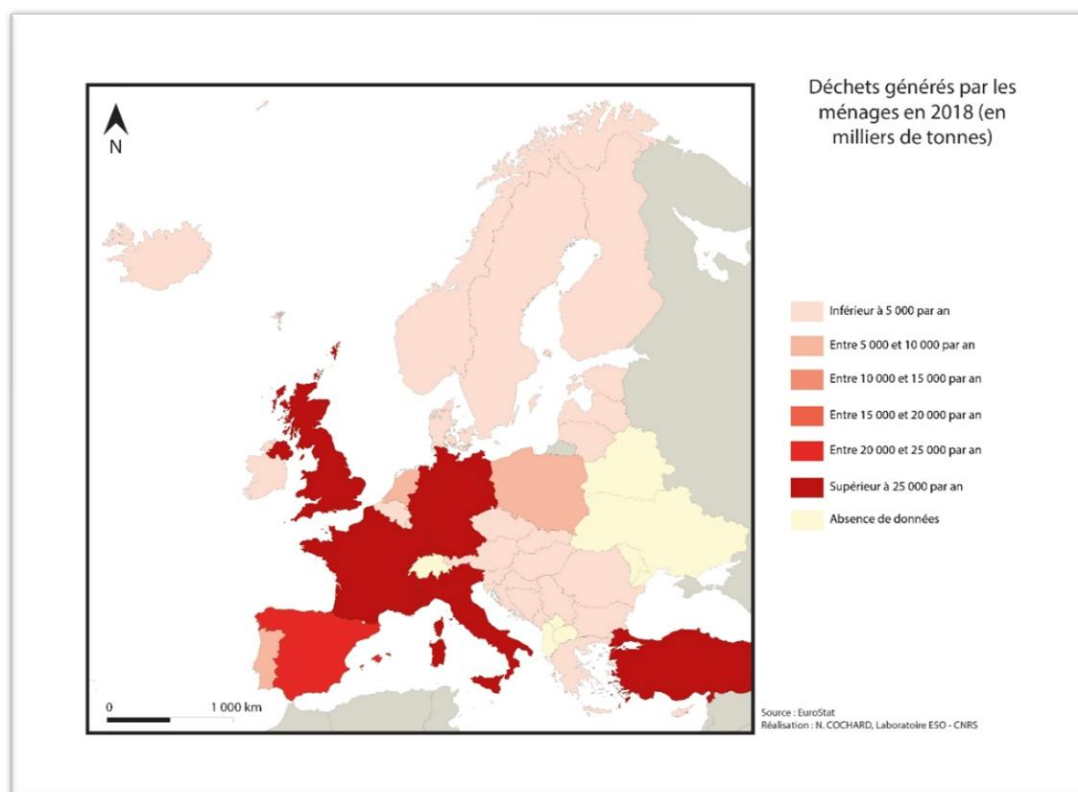 Déchets générés par les
ménages en 2018 (en
milliers de tonnes)
N
Inférieur à 5 000 par an
Entre 5 000 et 10 000 par an
Entre 10 000 et 15 000 par an
Entre 15 000 et 20 000 par an
Entre 20 000 et 25 000 par an
Supérieur à 25 000 par an
Absence de données
0 1 000 km
Source : EuroStat
Réalisation : N. COCHARD, Laboratoire ESO - CNRS